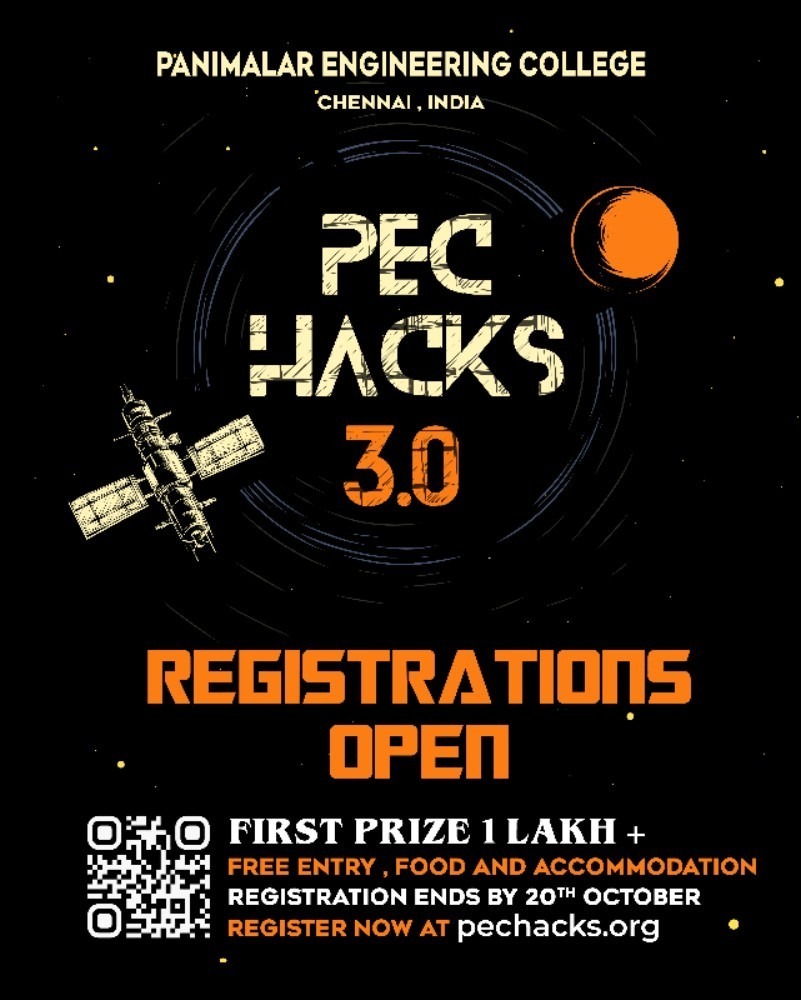 PANIMALAR ENGINEERING COLLEGE
CHENNAI , INDIA
PEC
HACKS
3.0
REGISTRATIONS
OPEN
FIRST PRIZE 1 LAKH +
FREE ENTRY , FOOD AND ACCOMMODATION
REGISTRATION ENDS BY 20TH OCTOBER
REGISTER NOW AT pechacks.org